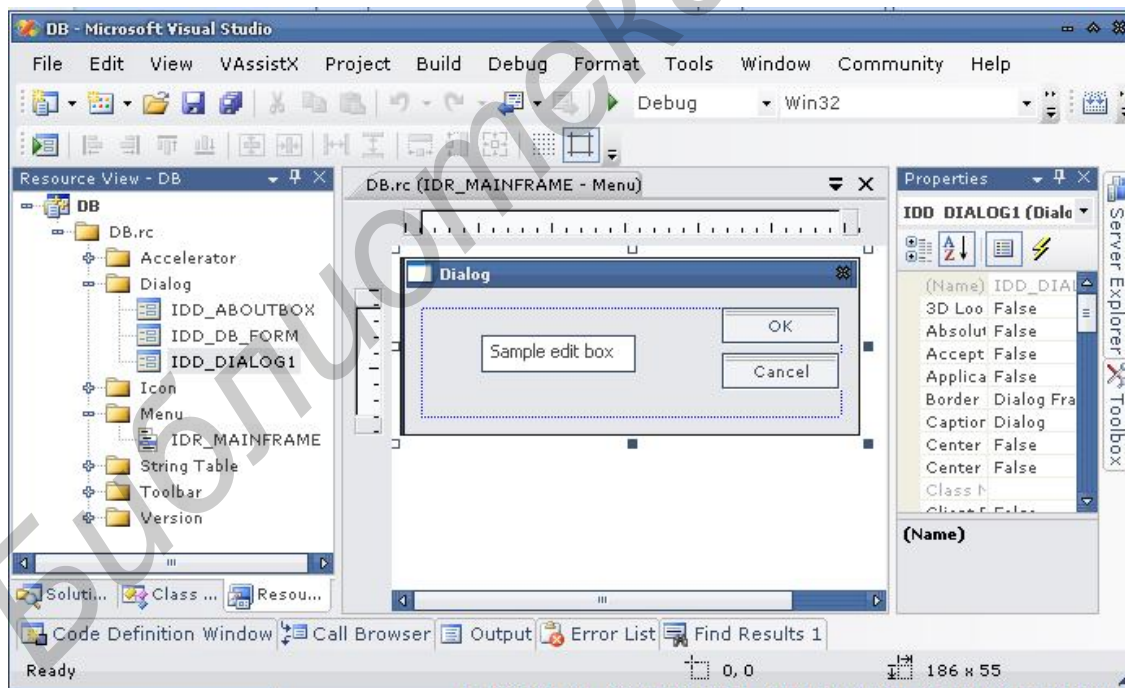 DB - Microsoft Visual Studio
File Edit View VAssistX Project Build Debug Format Tools Window Community Help
Debug Win32
Resource View - DB
DB.rc (IDR_MAINFRAME - Menu)
Properties
DB
IDD DIALOG1 (Dialo
DB.rc
Accelerator
Dialog
IDD_ABOUTBOX
IDD_DB_FORM
IDD_DIALOG1
Icon
Menu
IDR_MAINFRAME
String Table
Toolbar
Version
Dialog
OK
Sample edit box
Cancel
(Name) IDD_DIAL
3D Loo False
Absolut False
Accept False
Applica False
Border Dialog Fra
Caption Dialog
Center False
Center False
Class N
(Name)
Server Explorer
Toolbox
Soluti... Class ... Resou...
Code Definition Window Call Browser Output Error List Find Results 1
Ready 0, 0 186 x 55
Библиотека